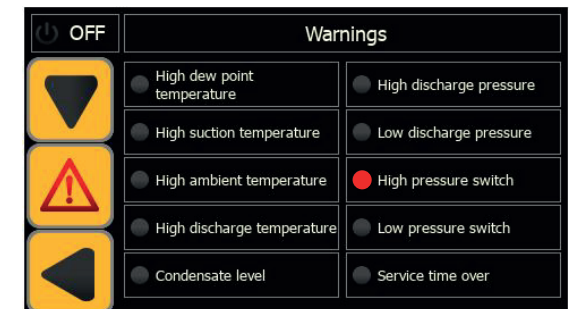 OFF
Warnings
High dew point
temperature
High discharge pressure
High suction temperature
Low discharge pressure
High ambient temperature
High pressure switch
High discharge temperature
Low pressure switch
Condensate level
Service time over